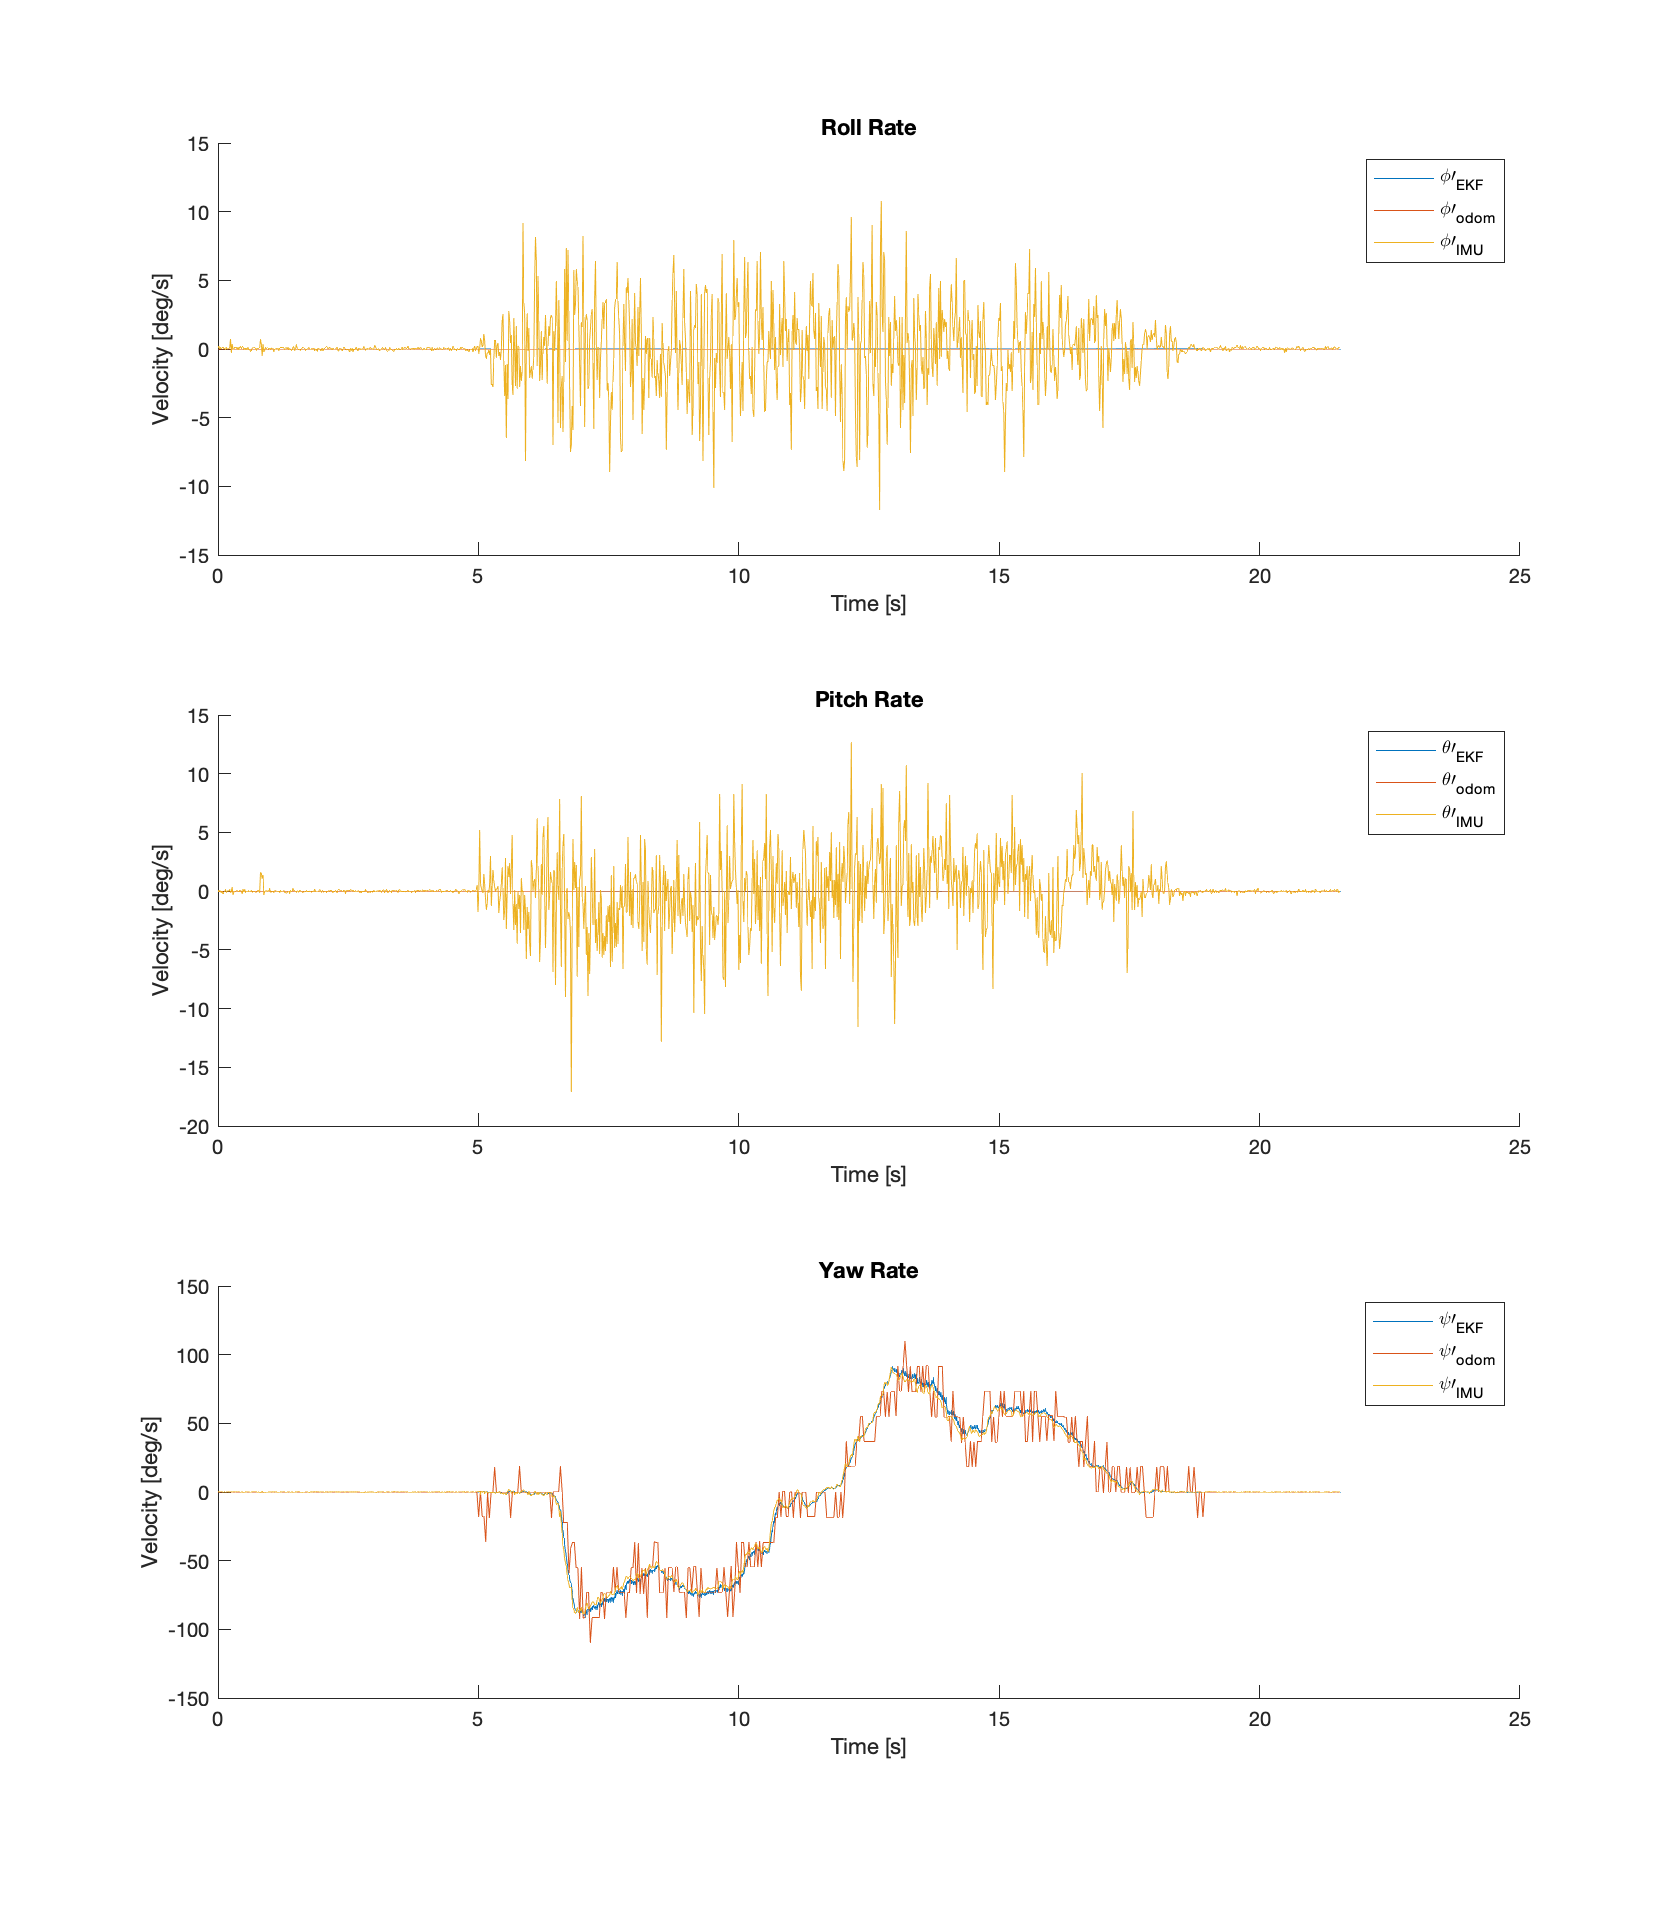 Roll Rate
15
10
5
0
-5
-10
-15
Velocity [deg/s]
ϕ′EKF
ϕ′odom
ϕ′IMU
0 5 10 15 20 25
Time [s]
Pitch Rate
15
10
5
0
-5
-10
-15
-20
Velocity [deg/s]
θ′EKF
θ′odom
θ′IMU
0 5 10 15 20 25
Time [s]
Yaw Rate
150
100
50
0
-50
-100
-150
Velocity [deg/s]
ψ′EKF
ψ′odom
ψ′IMU
0 5 10 15 20 25
Time [s]